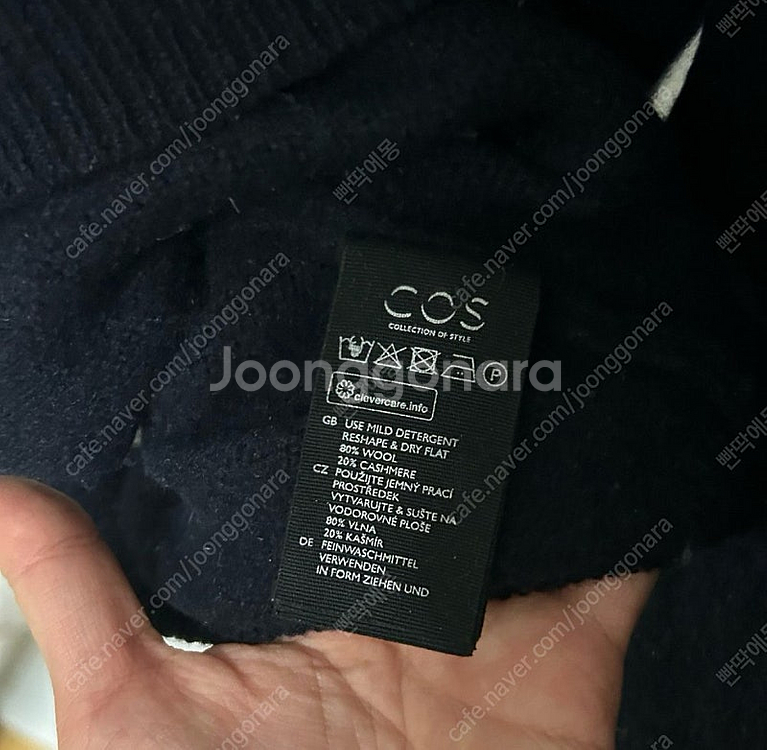 cafe.naver.com/joonggonara
빤딱에몽
COS
COLLECTION OF STYLE
P
Joonggonara
clevercare.info
GB USE MILD DETERGENT
RESHAPE & DRY FLAT
80% WOOL
20% CASHMERE
CZ POUŽIJTE JEMNÝ PRACÍ
PROSTŘEDEK
VYTVARUJTE & SUŠTE NA
VODOROVNÉ PLOŠE
80% VLNA
20% KAŠMÍR
DE FEINWASCHMITTEL
VERWENDEN
IN FORM ZIEHEN UND